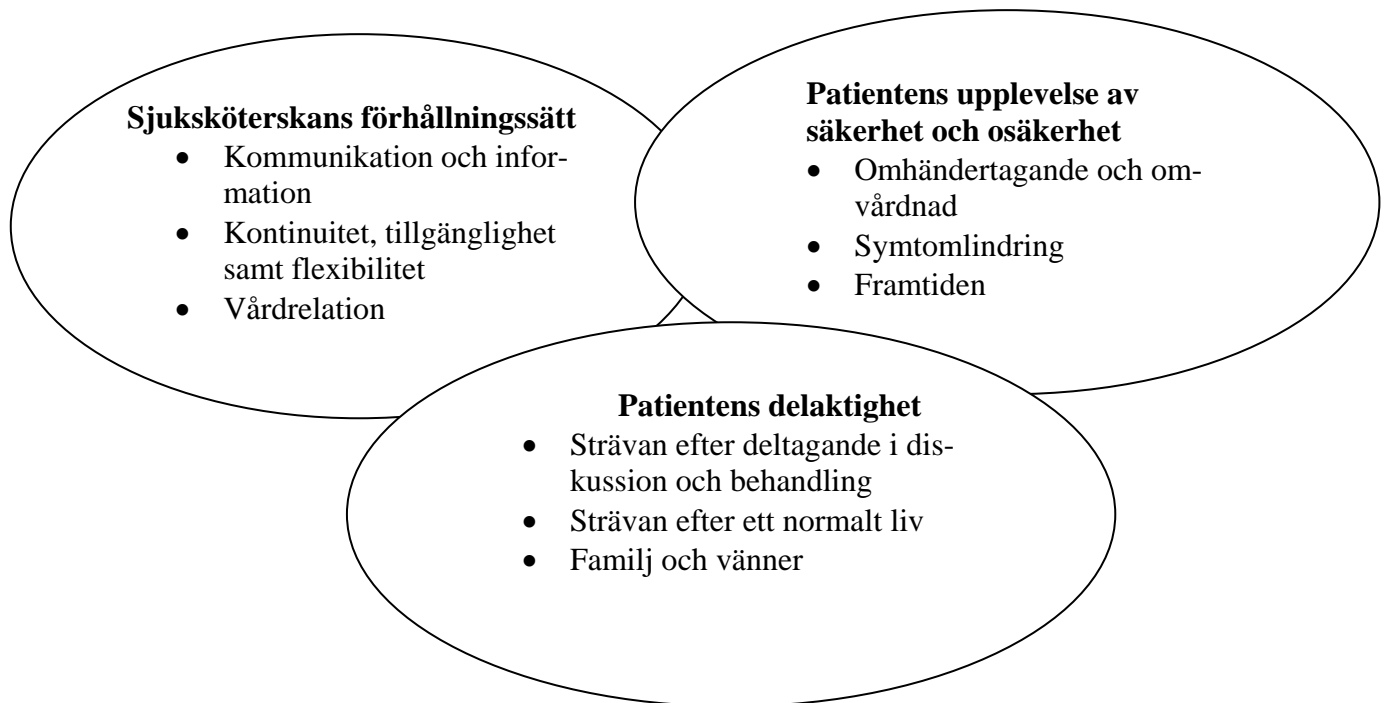 Sjuksköterskans förhållningssätt
• Kommunikation och infor-
mation
• Kontinuitet, tillgänglighet
samt flexibilitet
• Vårdrelation
Patientens upplevelse av
säkerhet och osäkerhet
• Omhändertagande och om-
vårdnad
• Symtomlindring
• Framtiden
Patientens delaktighet
• Strävan efter deltagande i dis-
kussion och behandling
• Strävan efter ett normalt liv
• Familj och vänner